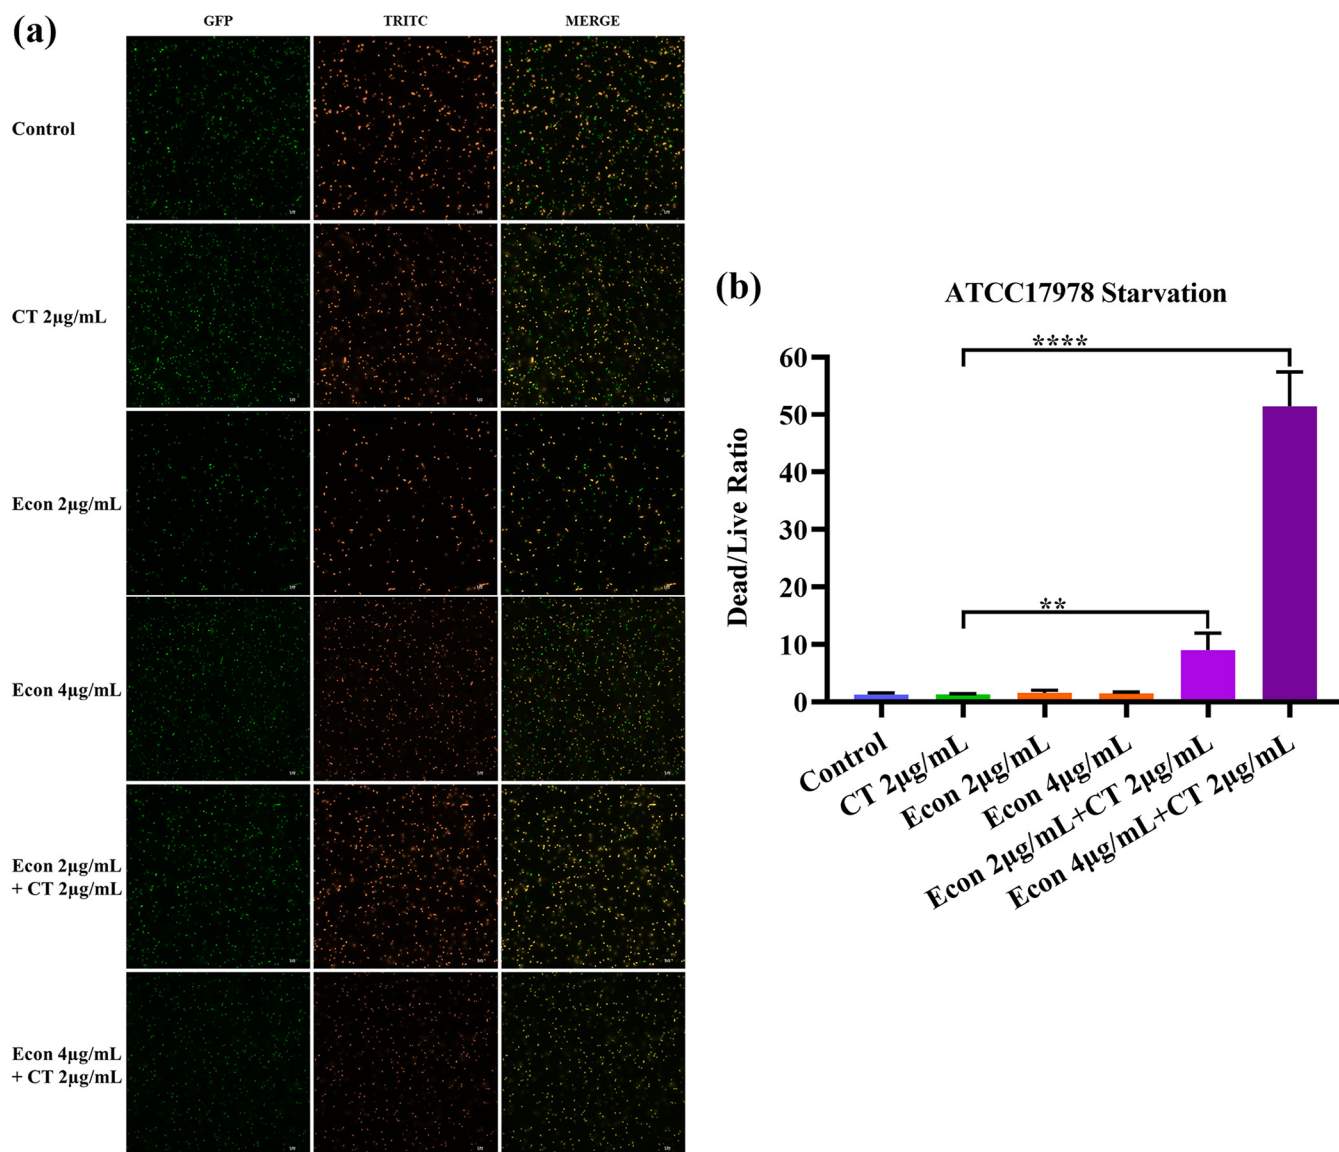 (a)
GFP TRITC MERGE
Control
CT 2μg/mL
Econ 2μg/mL
Econ 4μg/mL
Econ 2μg/mL
+ CT 2μg/mL
Econ 4μg/mL
+ CT 2μg/mL
(b)
ATCC17978 Starvation
Dead/Live Ratio
60
50
40
30
20
10
0
****
**
Control
CT 2μg/mL
Econ 2μg/mL
Econ 4μg/mL
Econ 2μg/mL+CT 2μg/mL
Econ 4μg/mL+CT 2μg/mL